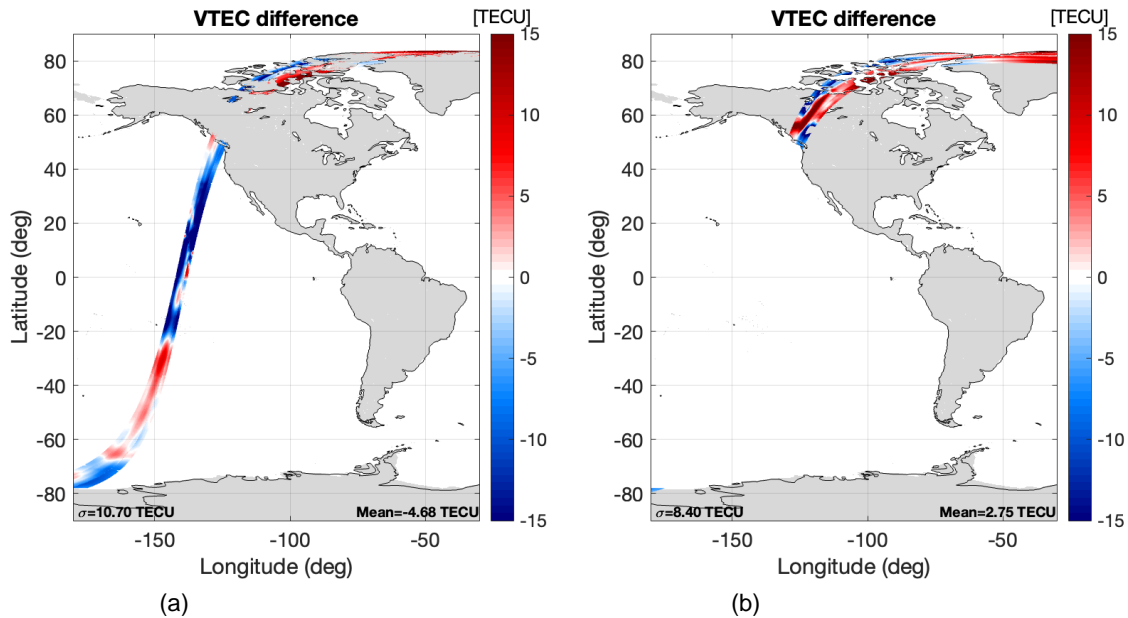 VTEC difference
[TECU]
15
10
5
0
-5
-10
-15
80
60
40
20
0
-20
-40
-60
-80
Latitude (deg)
σ=10.70 TECU
Mean=-4.68 TECU
-150
-100
-50
Longitude (deg)
(a)
VTEC difference
[TECU]
15
10
5
0
-5
-10
-15
80
60
40
20
0
-20
-40
-60
-80
Latitude (deg)
σ=8.40 TECU
Mean=2.75 TECU
-150
-100
-50
Longitude (deg)
(b)